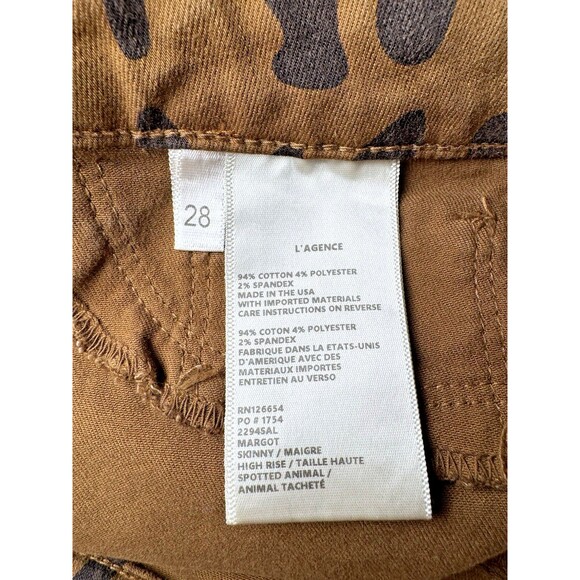 28
L'AGENCE
94% COTTON 4% POLYESTER
2% SPANDEX
MADE IN THE USA
WITH IMPORTED MATERIALS
CARE INSTRUCTIONS ON REVERSE
94% COTTON 4% POLYESTER
2% SPANDEX
FABRIQUE DANS LA ETATS-UNIS
D'AMERIQUE AVEC DES
MATERIAUX IMPORTES
ENTRETIEN AU VERSO
RN126654
PO # 1754
2294SAL
MARGOT
SKINNY / MAIGRE
HIGH RISE / TAILLE HAUTE
SPOTTED ANIMAL /
ANIMAL TACHETÉ